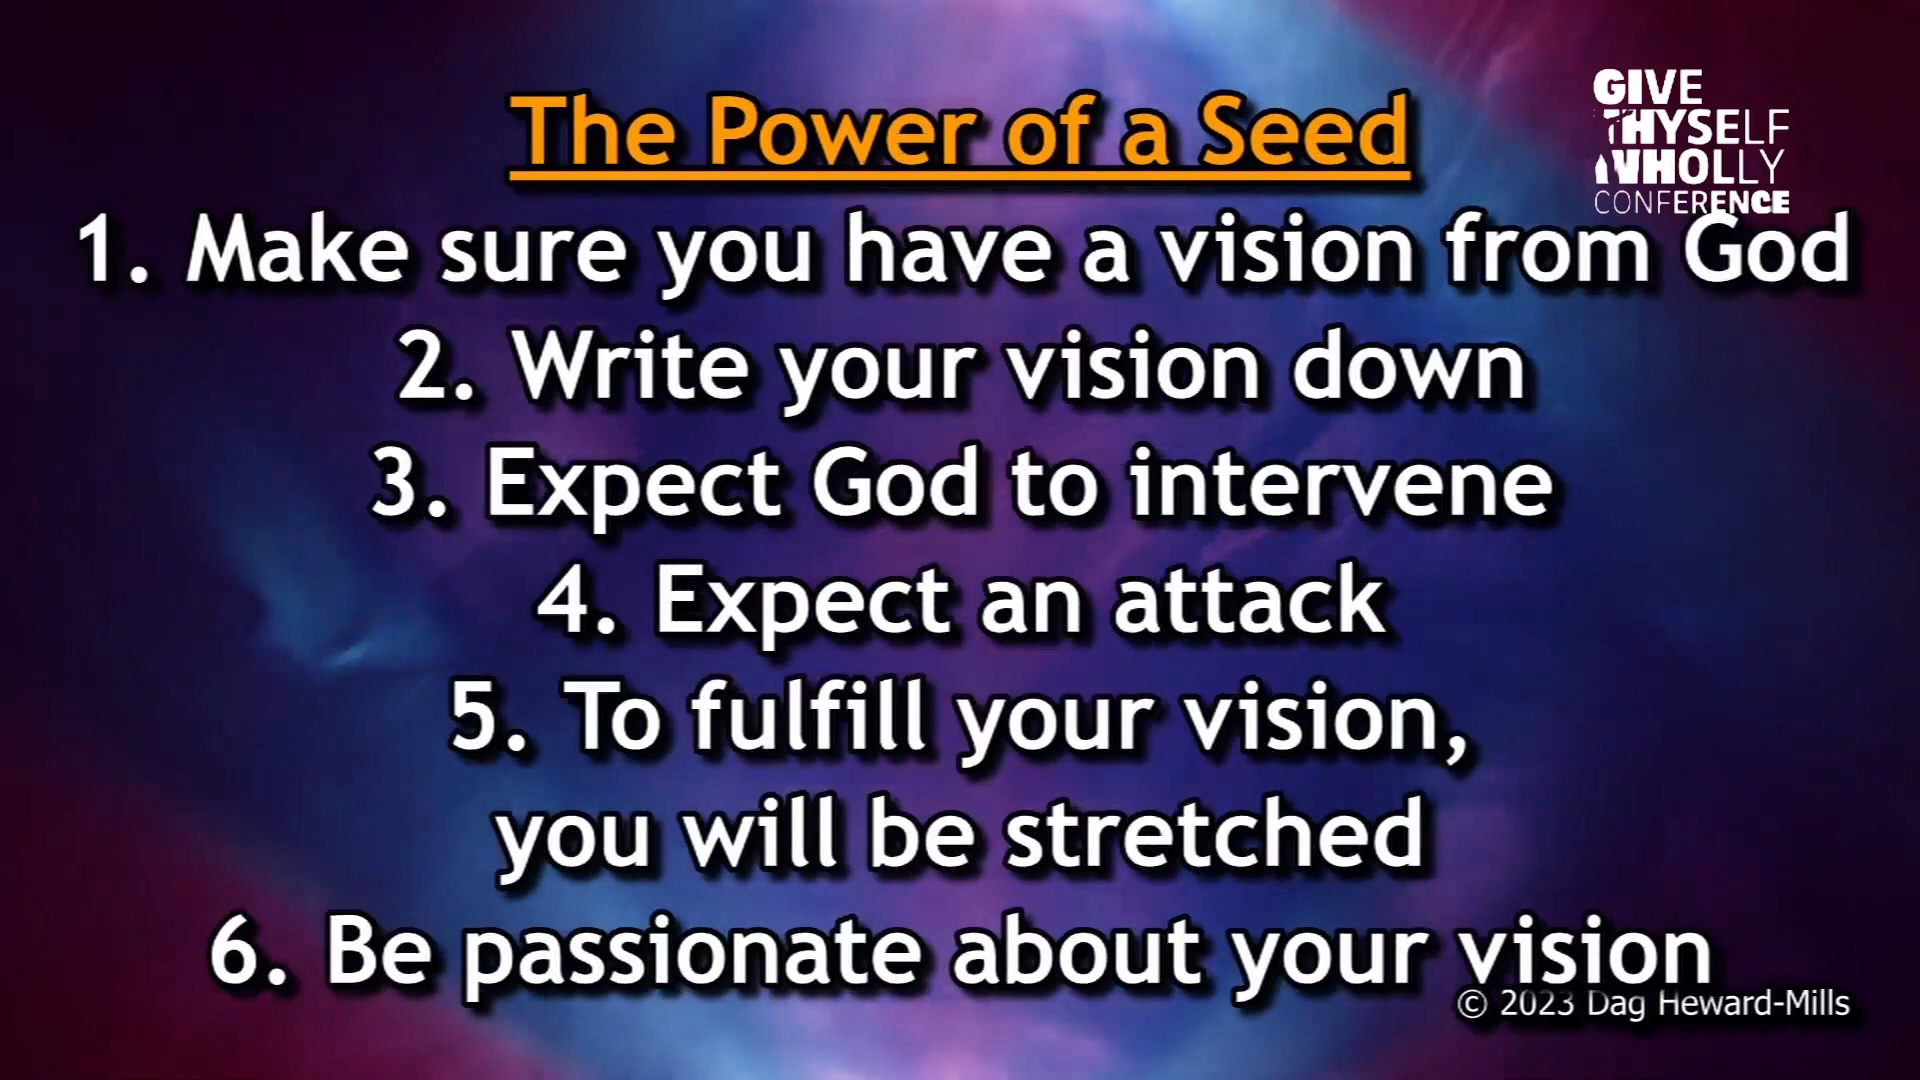 The Power of a Seed
GIVE
THYSELF
WHOLLY
CONFERENCE
1. Make sure you have a vision from God
2. Write your vision down
3. Expect God to intervene
4. Expect an attack
5. To fulfill your vision,
you will be stretched
6. Be passionate about your vision
© 2023 Dag Heward-Mills